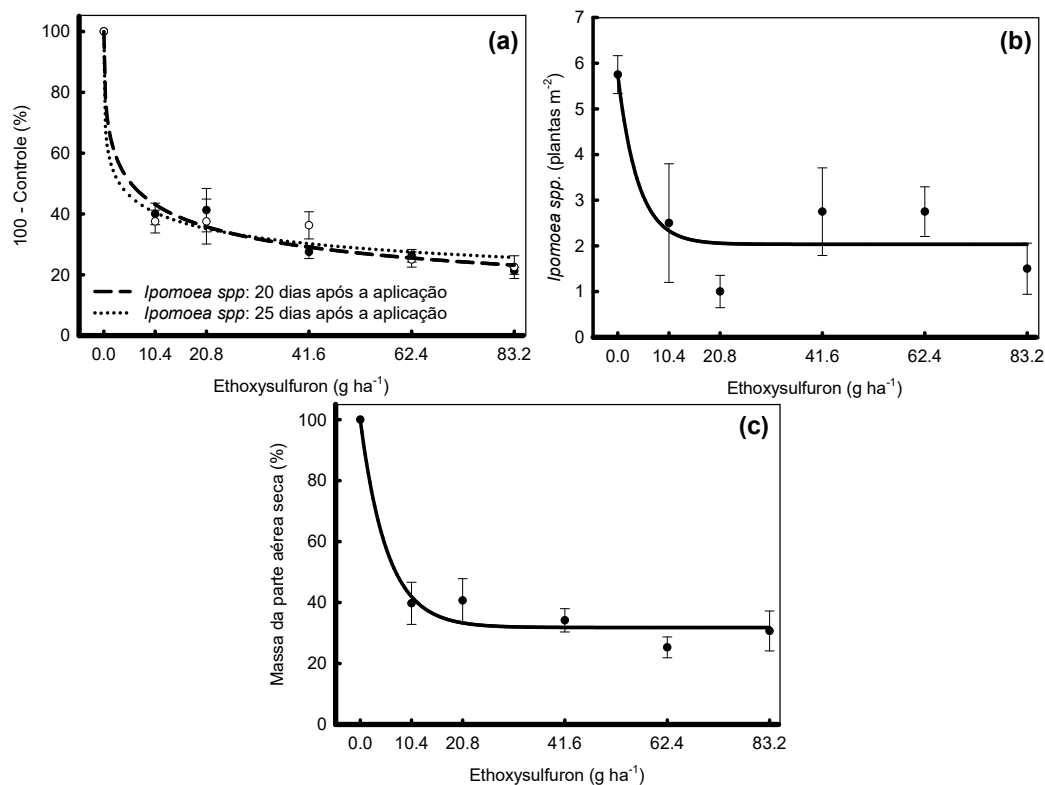 (a)
100 - Controle (%)
100
80
60
40
20
0
Ipomoea spp: 20 dias após a aplicação
Ipomoea spp: 25 dias após a aplicação
0.0 10.4 20.8 41.6 62.4 83.2
Ethoxysulfuron (g ha⁻¹)
(b)
Ipomoea spp. (plantas m⁻²)
7
6
5
4
3
2
1
0
0.0 10.4 20.8 41.6 62.4 83.2
Ethoxysulfuron (g ha⁻¹)
(c)
Massa da parte aérea seca (%)
100
80
60
40
20
0
0.0 10.4 20.8 41.6 62.4 83.2
Ethoxysulfuron (g ha⁻¹)